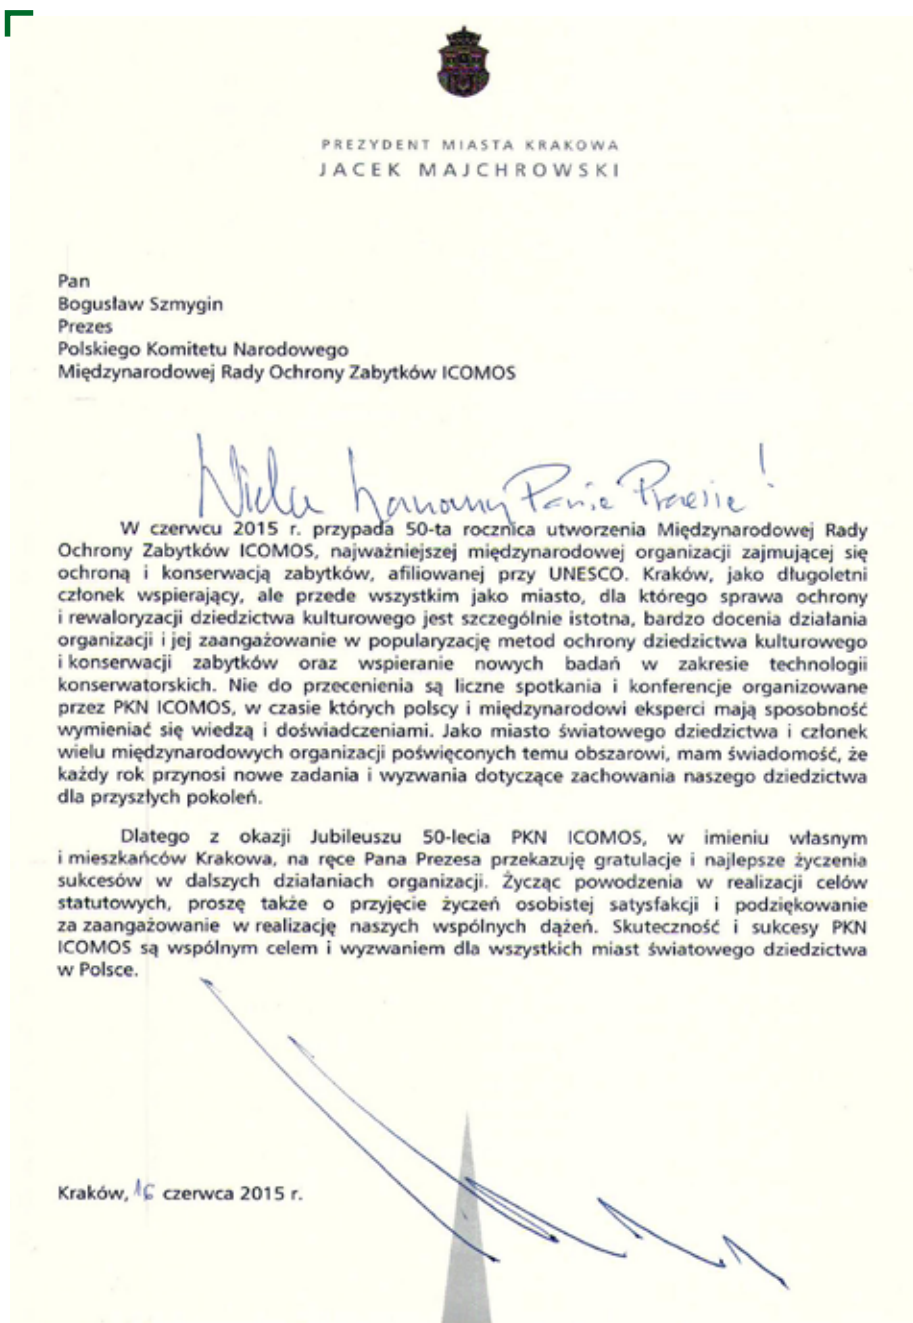 PREZYDENT MIASTA KRAKOWA
JACEK MAJCHROWSKI
Pan
Bogusław Szmygin
Prezes
Polskiego Komitetu Narodowego
Międzynarodowej Rady Ochrony Zabytków ICOMOS
Wielce Szanowny Panie Prezesie!
W czerwcu 2015 r. przypada 50-ta rocznica utworzenia Międzynarodowej Rady
Ochrony Zabytków ICOMOS, najważniejszej międzynarodowej organizacji zajmującej się
ochroną i konserwacją zabytków, afiliowanej przy UNESCO. Kraków, jako długoletni
członek wspierający, ale przede wszystkim jako miasto, dla którego sprawa ochrony
i rewaloryzacji dziedzictwa kulturowego jest szczególnie istotna, bardzo docenia działania
organizacji i jej zaangażowanie w popularyzację metod ochrony dziedzictwa kulturowego
i konserwacji zabytków oraz wspieranie nowych badań w zakresie technologii
konserwatorskich. Nie do przecenienia są liczne spotkania i konferencje organizowane
przez PKN ICOMOS, w czasie których polscy i międzynarodowi eksperci mają sposobność
wymieniać się wiedzą i doświadczeniami. Jako miasto światowego dziedzictwa i członek
wielu międzynarodowych organizacji poświęconych temu obszarowi, mam świadomość, że
każdy rok przynosi nowe zadania i wyzwania dotyczące zachowania naszego dziedzictwa
dla przyszłych pokoleń.
Dlatego z okazji Jubileuszu 50-lecia PKN ICOMOS, w imieniu własnym
i mieszkańców Krakowa, na ręce Pana Prezesa przekazuję gratulacje i najlepsze życzenia
sukcesów w dalszych działaniach organizacji. Życząc powodzenia w realizacji celów
statutowych, proszę także o przyjęcie życzeń osobistej satysfakcji i podziękowanie
za zaangażowanie w realizację naszych wspólnych dążeń. Skuteczność i sukcesy PKN
ICOMOS są wspólnym celem i wyzwaniem dla wszystkich miast światowego dziedzictwa
w Polsce.
Kraków, 16 czerwca 2015 r.